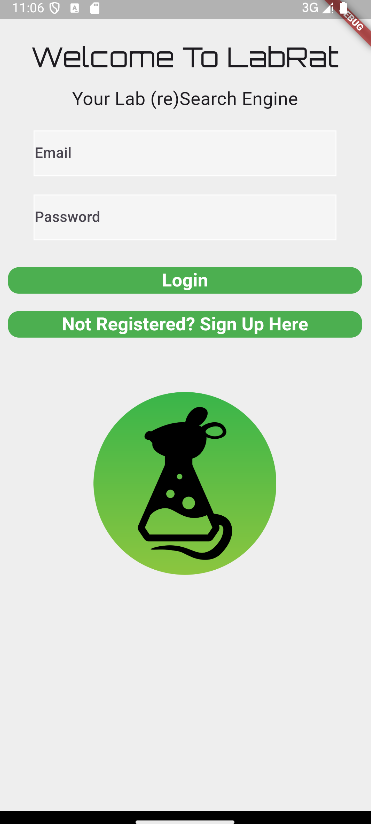 11:06 A 3G
DEBUG
Welcome To LabRat
Your Lab (re)Search Engine
Email
Password
Login
Not Registered? Sign Up Here